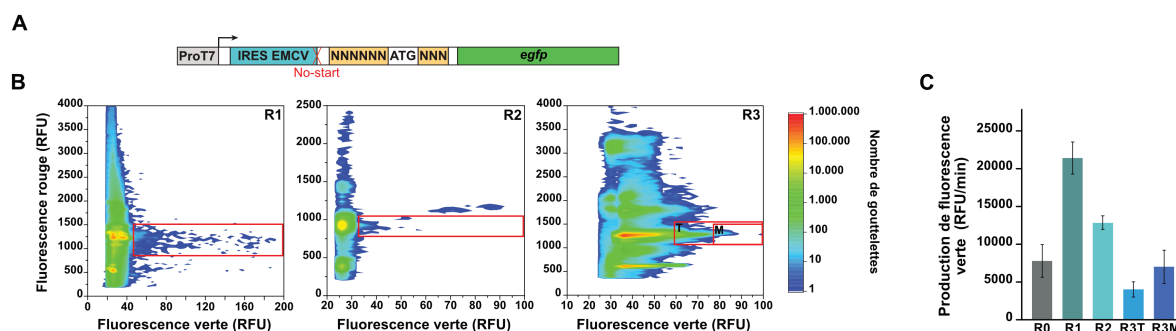 A
ProT7 IRES EMCV NNNNNN ATG NNN egfp
No-start
B
R1
Fluorescence rouge (RFU)
4000
3500
3000
2500
2000
1500
1000
500
40 80 120 160 200
Fluorescence verte (RFU)
R2
2500
2000
1500
1000
500
0
20 30 40 50 60 70 80 90 100
Fluorescence verte (RFU)
R3
4000
3500
3000
2500
2000
1500
1000
500
0
T M
10 20 30 40 50 60 70 80 90 100
Fluorescence verte (RFU)
1.000.000
100.000
10.000
1.000
100
10
1
Nombre de gouttelettes
C
Production de fluorescence
verte (RFU/min)
25000
20000
15000
10000
5000
0
R0 R1 R2 R3T R3M